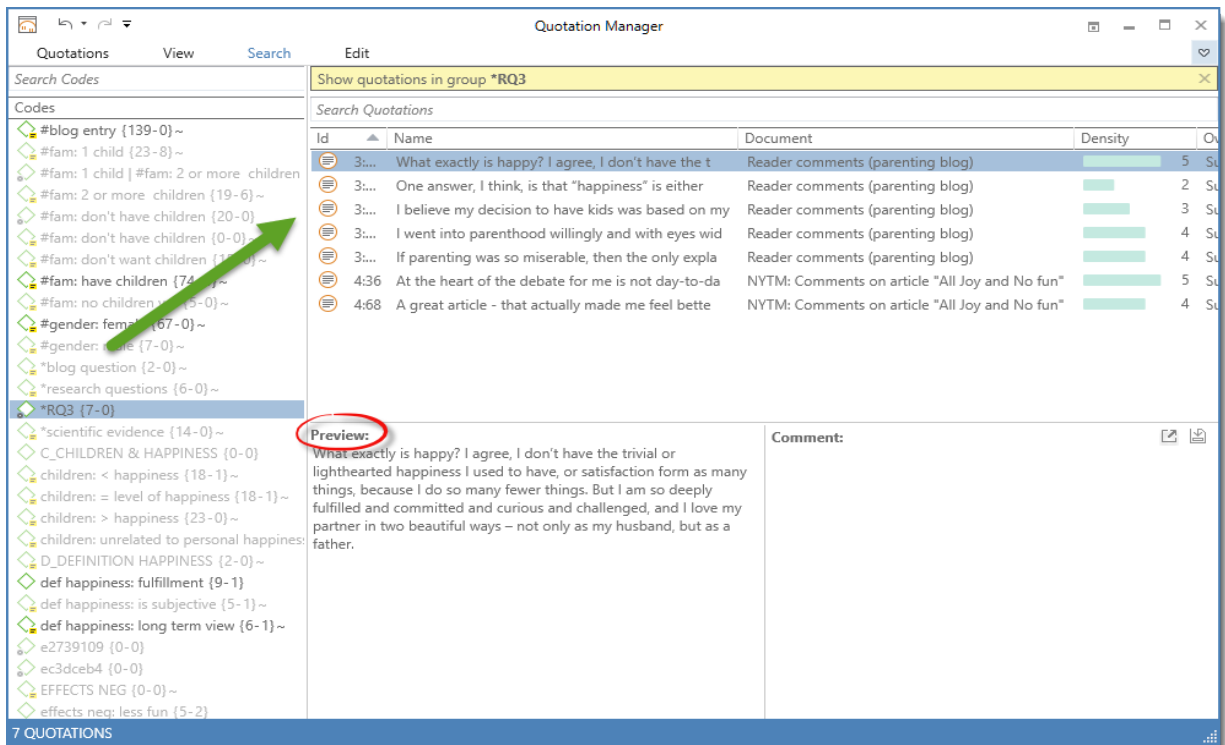 Quotation Manager
Quotations View Search Edit
Search Codes
Codes
#blog entry {139-0}~
#fam: 1 child {23-8}~
#fam: 1 child | #fam: 2 or more children
#fam: 2 or more children {19-6}~
#fam: don't have children {20-0}
#fam: don't have children {0-0}~
#fam: don't want children
#fam: have children {74-0}~
#fam: no children {5-0}~
#gender: female {67-0}~
#gender: male {7-0}~
*blog question {2-0}~
*research questions {6-0}~
*RQ3 {7-0}
*scientific evidence {14-0}~
C_CHILDREN & HAPPINESS {0-0}
children: < happiness {18-1}~
children: = level of happiness {18-1}~
children: > happiness {23-0}~
children: unrelated to personal happines
D_DEFINITION HAPPINESS {2-0}~
def happiness: fulfillment {9-1}
def happiness: is subjective {5-1}~
def happiness: long term view {6-1}~
e2739109 {0-0}
ec3dceb4 {0-0}
EFFECTS NEG {0-0}~
effects neg: less fun {5-2}
Show quotations in group *RQ3
Search Quotations
Id Name Document Density Ov
3:... What exactly is happy? I agree, I don't have the t Reader comments (parenting blog) 5 Su
3:... One answer, I think, is that "happiness" is either Reader comments (parenting blog) 2 Su
3:... I believe my decision to have kids was based on my Reader comments (parenting blog) 3 Su
3:... I went into parenthood willingly and with eyes wid Reader comments (parenting blog) 4 Su
3:... If parenting was so miserable, then the only expla Reader comments (parenting blog) 4 Su
4:36 At the heart of the debate for me is not day-to-da NYTM: Comments on article "All Joy and No fun" 5 Su
4:68 A great article - that actually made me feel bette NYTM: Comments on article "All Joy and No fun" 4 Su
Preview:
What exactly is happy? I agree, I don't have the trivial or
lighthearted happiness I used to have, or satisfaction form as many
things, because I do so many fewer things. But I am so deeply
fulfilled and committed and curious and challenged, and I love my
partner in two beautiful ways – not only as my husband, but as a
father.
Comment:
7 QUOTATIONS